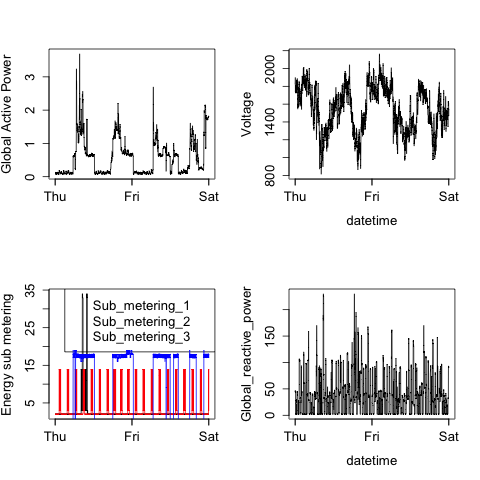 Global Active Power
0 1 2 3
Thu Fri Sat
Voltage
800 1400 2000
Thu Fri Sat
datetime
Energy sub metering
5 15 25 35
Sub_metering_1
Sub_metering_2
Sub_metering_3
Thu Fri Sat
Global_reactive_power
0 50 150
Thu Fri Sat
datetime